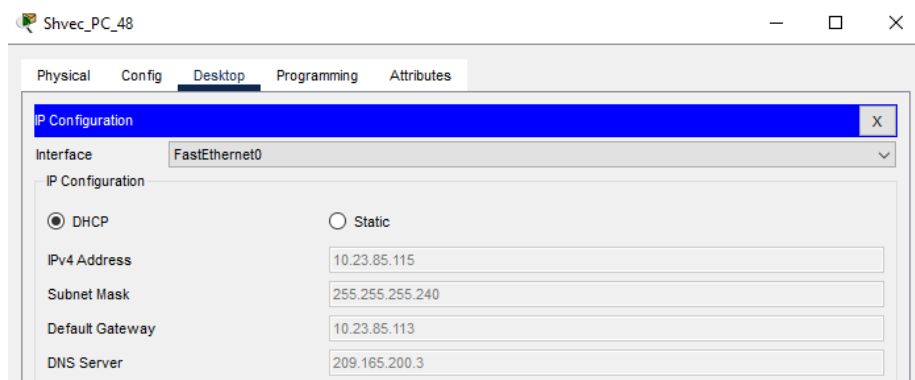 Shvec_PC_48
Physical Config Desktop Programming Attributes
IP Configuration X
Interface FastEthernet0
IP Configuration
DHCP Static
IPv4 Address 10.23.85.115
Subnet Mask 255.255.255.240
Default Gateway 10.23.85.113
DNS Server 209.165.200.3